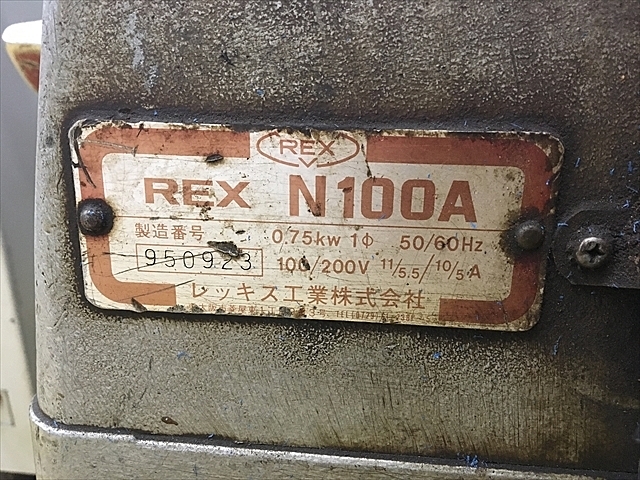 REX
REX N100A
製造番号 0.75kw 1φ 50/60Hz
950923 100/200V 11/5.5/10/5A
レッキス工業株式会社